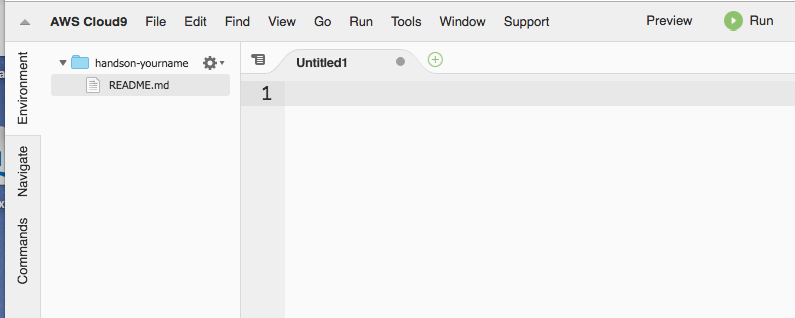 AWS Cloud9 File Edit Find View Go Run Tools Window Support Preview Run
Environment
handson-yourname
README.md
Untitled1
1
Navigate
Commands